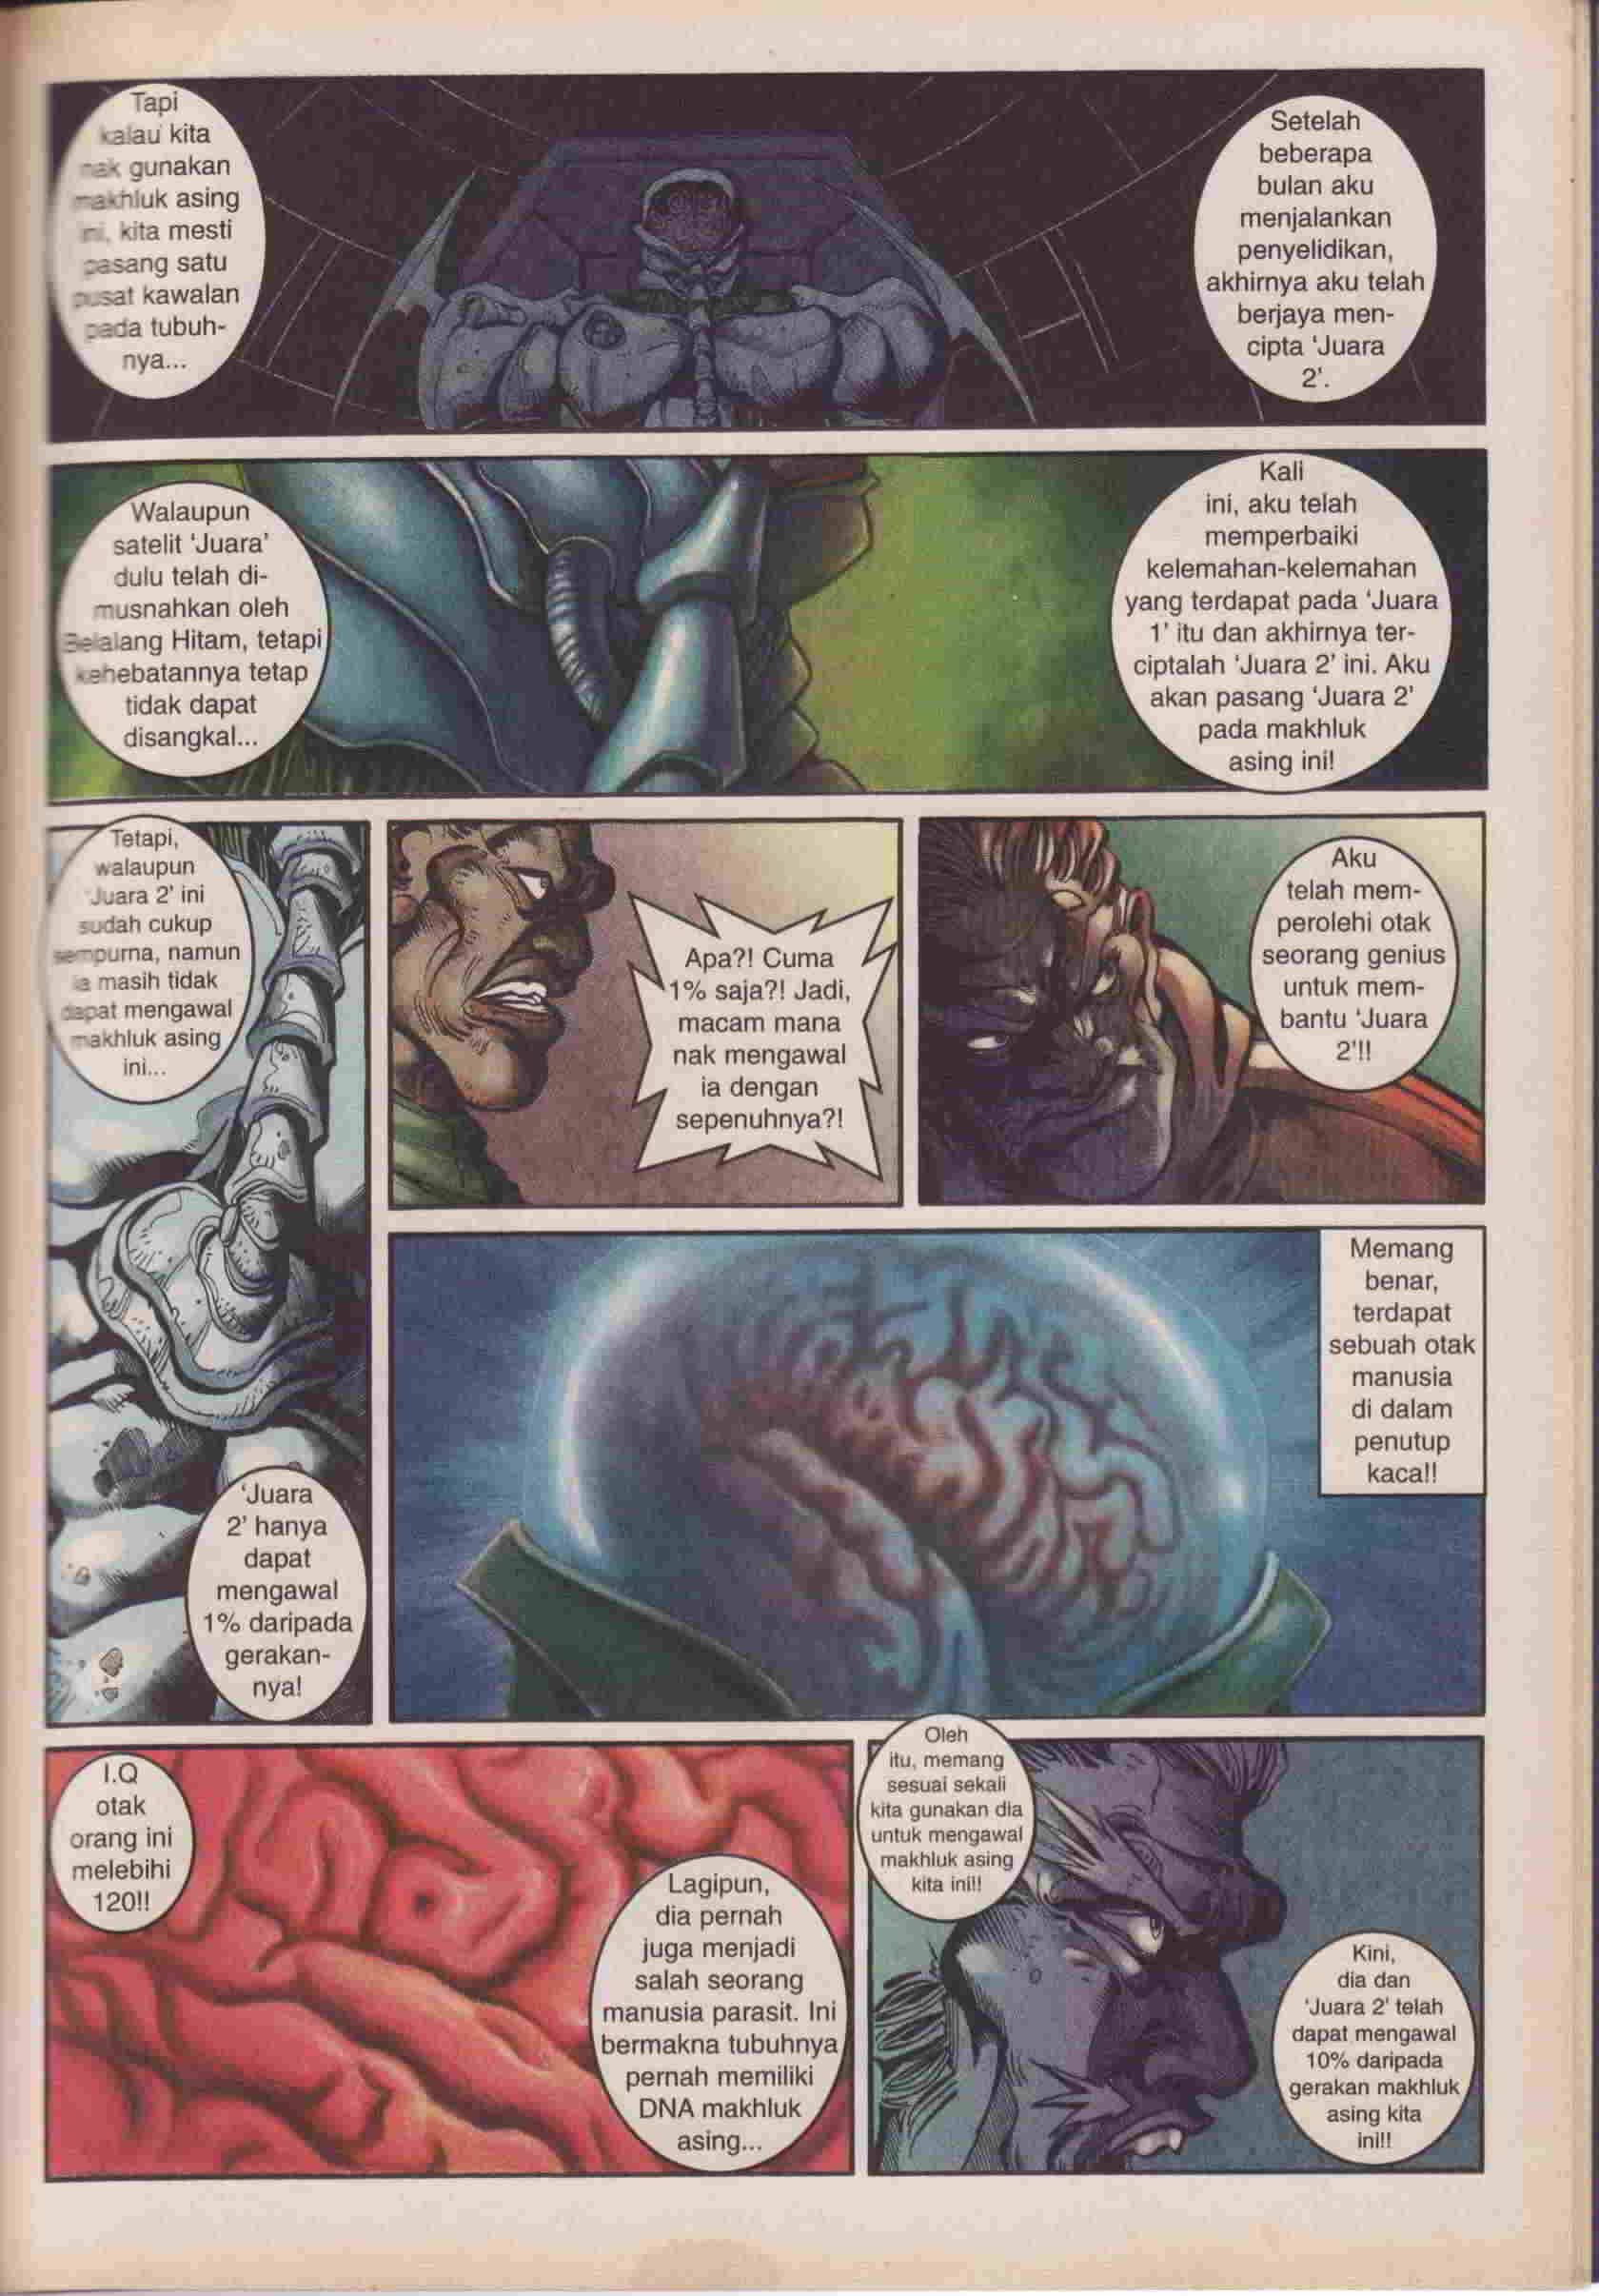 Tapi
kalau kita
nak gunakan
makhluk asing
ini, kita mesti
pasang satu
pusat kawalan
pada tubuh-
nya...
Setelah
beberapa
bulan aku
menjalankan
penyelidikan,
akhirnya aku telah
berjaya men-
cipta 'Juara
2'.
Walaupun
satelit 'Juara'
dulu telah di-
musnahkan oleh
Belalang Hitam, tetapi
kehebatannya tetap
tidak dapat
disangkal...
Kali
ini, aku telah
memperbaiki
kelemahan-kelemahan
yang terdapat pada 'Juara
1' itu dan akhirnya ter-
ciptalah 'Juara 2' ini. Aku
akan pasang 'Juara 2'
pada makhluk
asing ini!
Tetapi,
walaupun
'Juara 2' ini
sudah cukup
sempurna, namun
ia masih tidak
dapat mengawal
makhluk asing
ini...
'Juara
2' hanya
dapat
mengawal
1% daripada
gerakan-
nya!
Apa?! Cuma
1% saja?! Jadi,
macam mana
nak mengawal
ia dengan
sepenuhnya?!
Aku
telah mem-
perolehi otak
seorang genius
untuk mem-
bantu 'Juara
2'!!
Memang
benar,
terdapat
sebuah otak
manusia
di dalam
penutup
kaca!!
I.Q
otak
orang ini
melebihi
120!!
Lagipun,
dia pernah
juga menjadi
salah seorang
manusia parasit. Ini
bermakna tubuhnya
pernah memiliki
DNA makhluk
asing...
Oleh
itu, memang
sesuai sekali
kita gunakan dia
untuk mengawal
makhluk asing
kita ini!!
Kini,
dia dan
'Juara 2' telah
dapat mengawal
10% daripada
gerakan makhluk
asing kita
ini!!